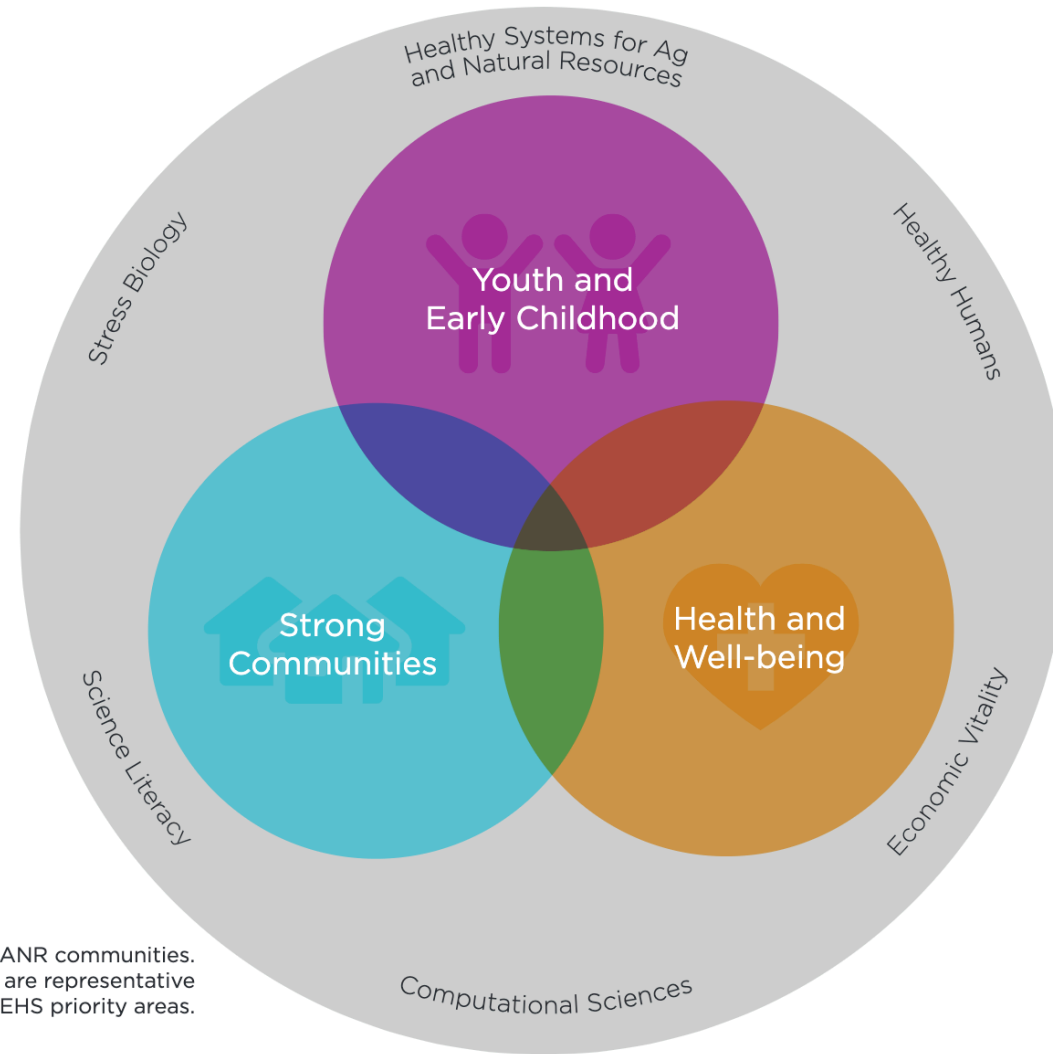 Healthy Systems for Ag
and Natural Resources
Stress Biology
Healthy Humans
Youth and
Early Childhood
Strong
Communities
Health and
Well-being
Science Literacy
Economic Vitality
Computational Sciences
ANR communities.
are representative
EHS priority areas.